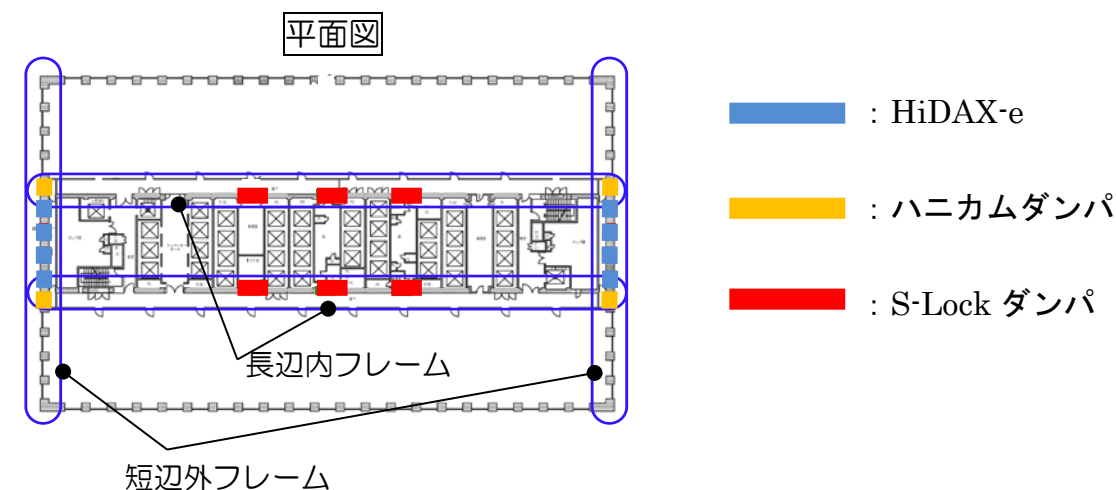 平面図
: HiDAX-e
: ハニカムダンパ
: S-Lock ダンパ
長辺内フレーム
短辺外フレーム